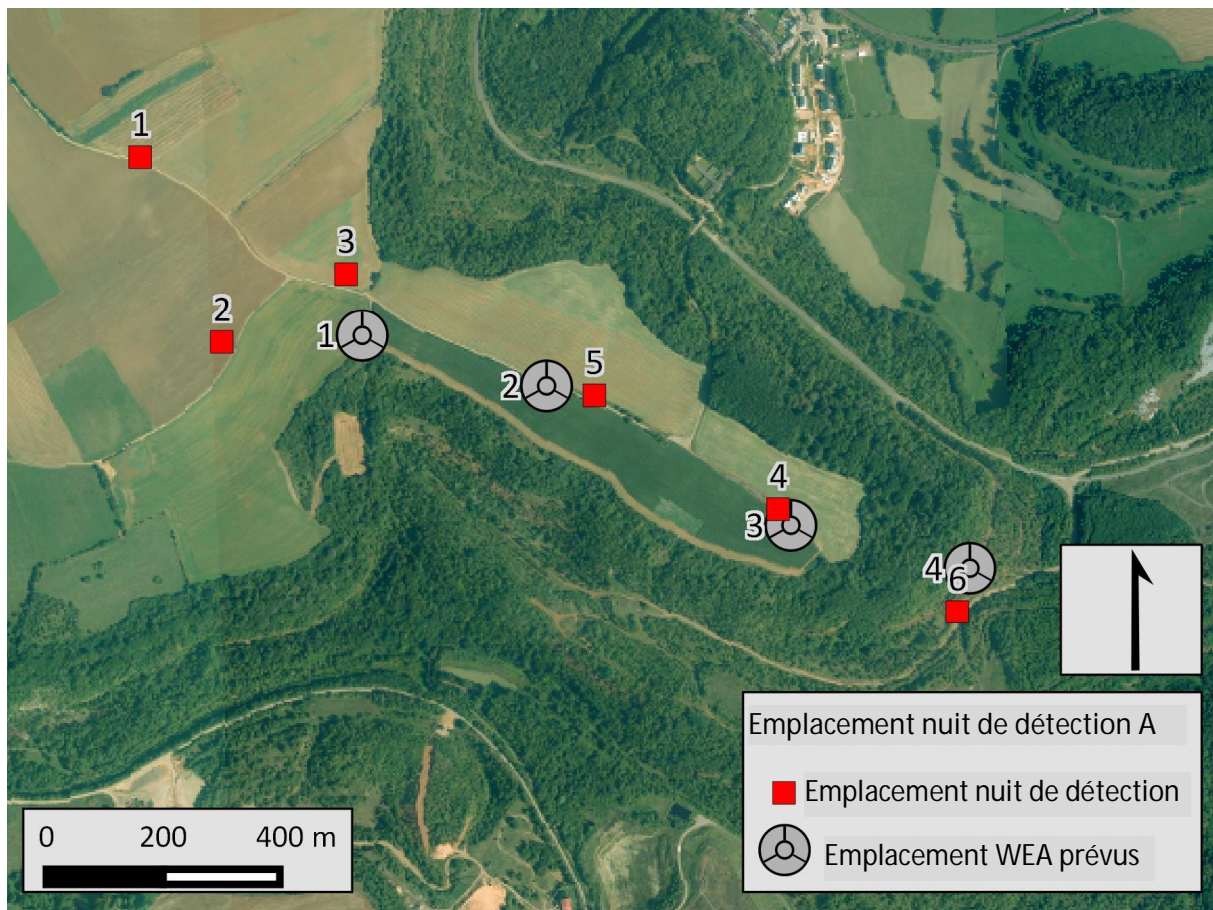 1
3
2
1
2
5
4
3
4
6
Emplacement nuit de détection A
Emplacement nuit de détection
Emplacement WEA prévus
0 200 400 m